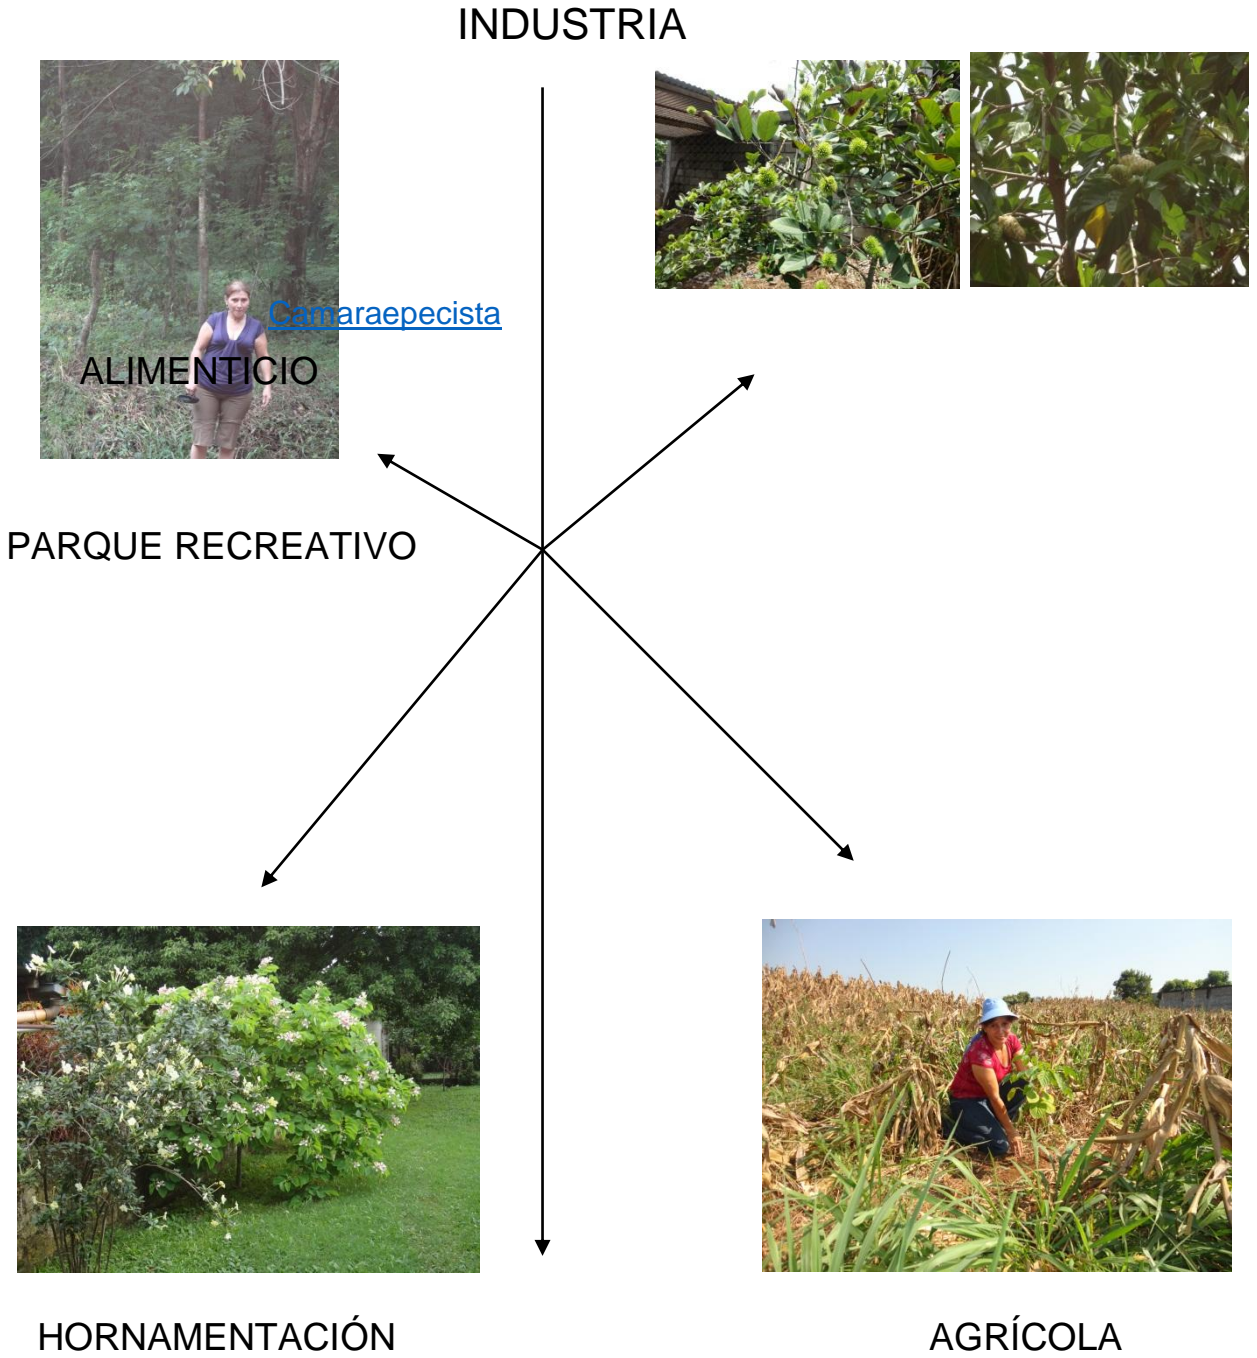 INDUSTRIA
Camaraepecista
ALIMENTICIO
PARQUE RECREATIVO
HORNAMENTACIÓN
AGRÍCOLA